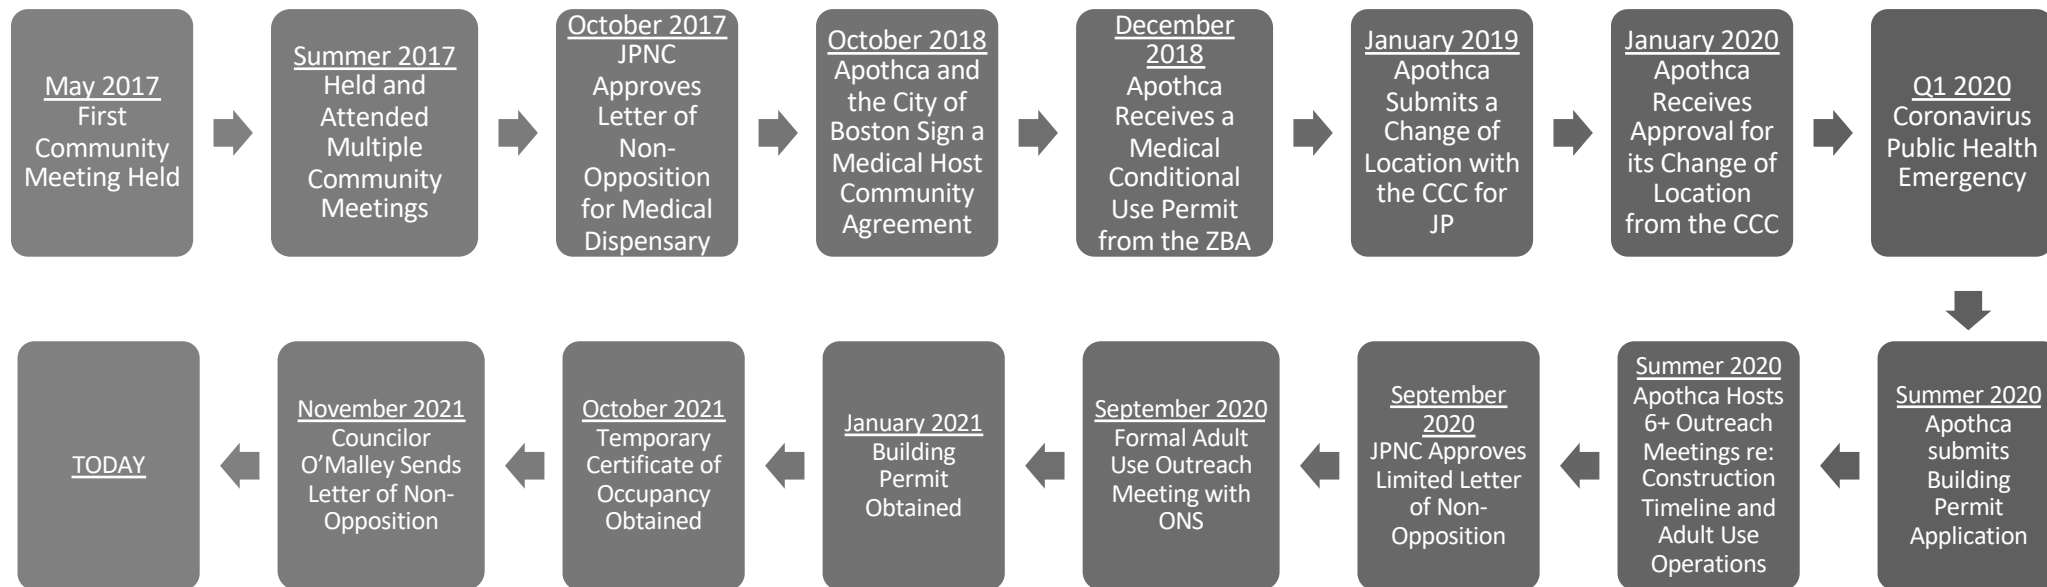 May 2017
First
Community
Meeting Held
Summer 2017
Held and
Attended
Multiple
Community
Meetings
October 2017
JPNC
Approves
Letter of
Non-
Opposition
for Medical
Dispensary
October 2018
Apothca and
the City of
Boston Sign a
Medical Host
Community
Agreement
December
2018
Apothca
Receives a
Medical
Conditional
Use Permit
from the ZBA
January 2019
Apothca
Submits a
Change of
Location with
the CCC for
JP
January 2020
Apothca
Receives
Approval for
its Change of
Location
from the CCC
Q1 2020
Coronavirus
Public Health
Emergency
Summer 2020
Apothca
submits
Building
Permit
Application
Summer 2020
Apothca Hosts
6+ Outreach
Meetings re:
Construction
Timeline and
Adult Use
Operations
September
2020
JPNC Approves
Limited Letter
of Non-
Opposition
September 2020
Formal Adult
Use Outreach
Meeting with
ONS
January 2021
Building
Permit
Obtained
October 2021
Temporary
Certificate of
Occupancy
Obtained
November 2021
Councilor
O’Malley Sends
Letter of Non-
Opposition
TODAY